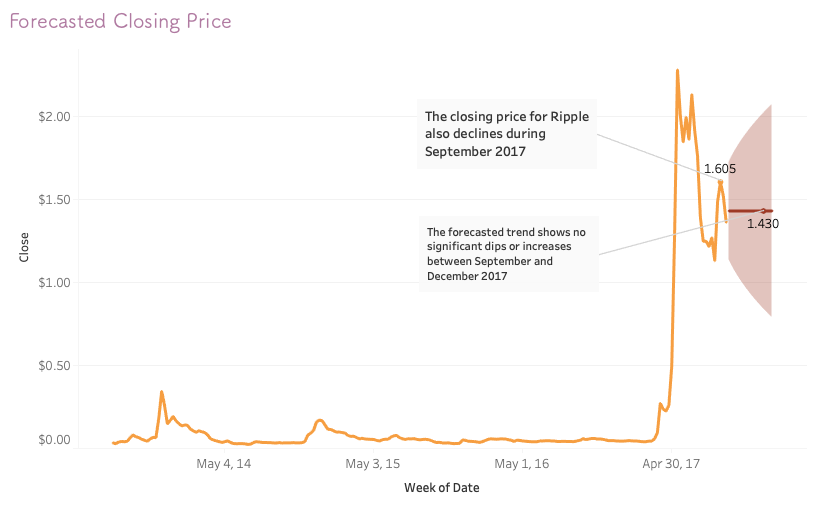 Forecasted Closing Price
$2.00
$1.50
$1.00
$0.50
$0.00
Close
The closing price for Ripple
also declines during
September 2017
The forecasted trend shows no
significant dips or increases
between September and
December 2017
1.605
1.430
May 4, 14
May 3, 15
May 1, 16
Apr 30, 17
Week of Date